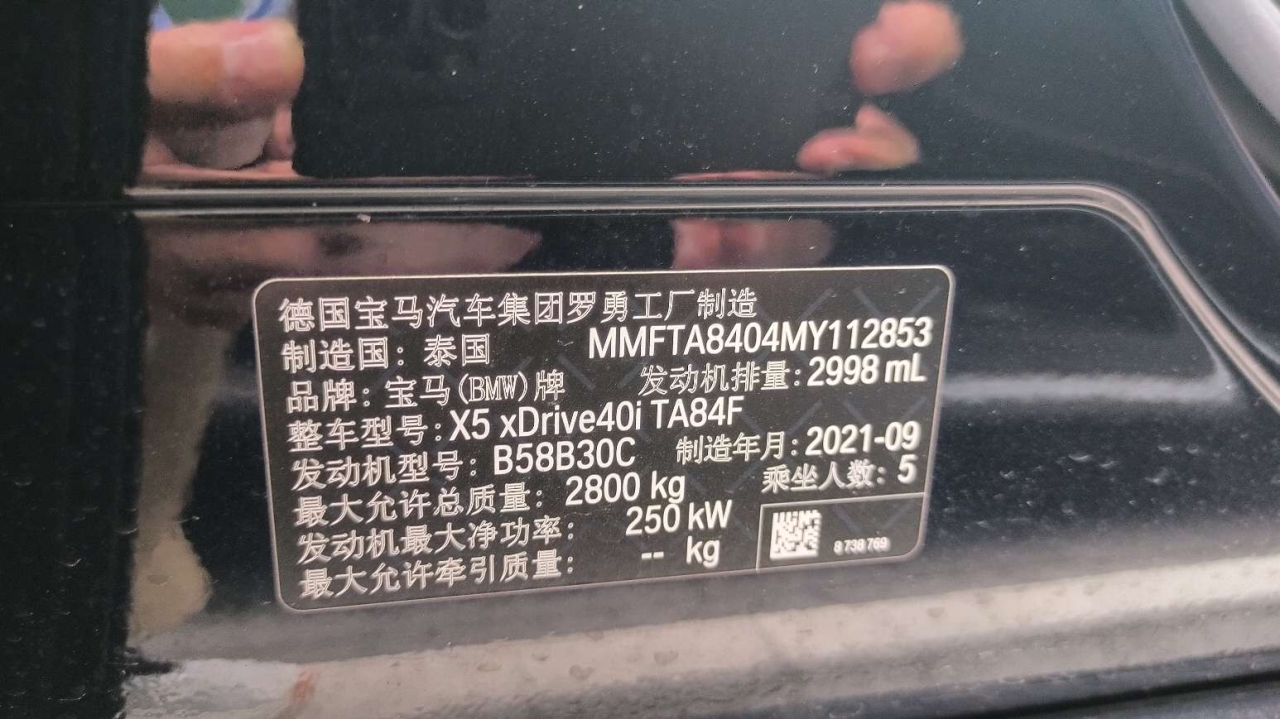 德国宝马汽车集团罗勇工厂制造
制造国：泰国 MMFTA8404MY112853
品牌：宝马(BMW)牌 发动机排量：2998 mL
整车型号：X5 xDrive40i TA84F
发动机型号：B58B30C 制造年月：2021-09
最大允许总质量：2800 kg 乘坐人数：5
发动机最大净功率：250 kW
最大允许牵引质量：-- kg
8 738 769